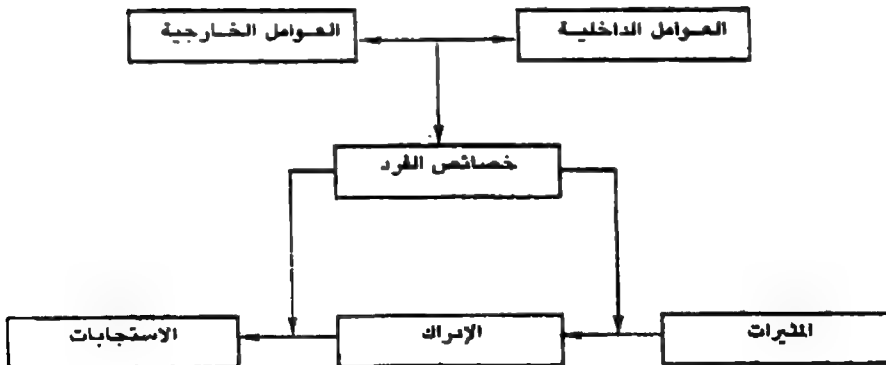 العوامل الداخلية
العوامل الخارجية
خصائص الفرد
المثيرات
الإدراك
الاستجابات